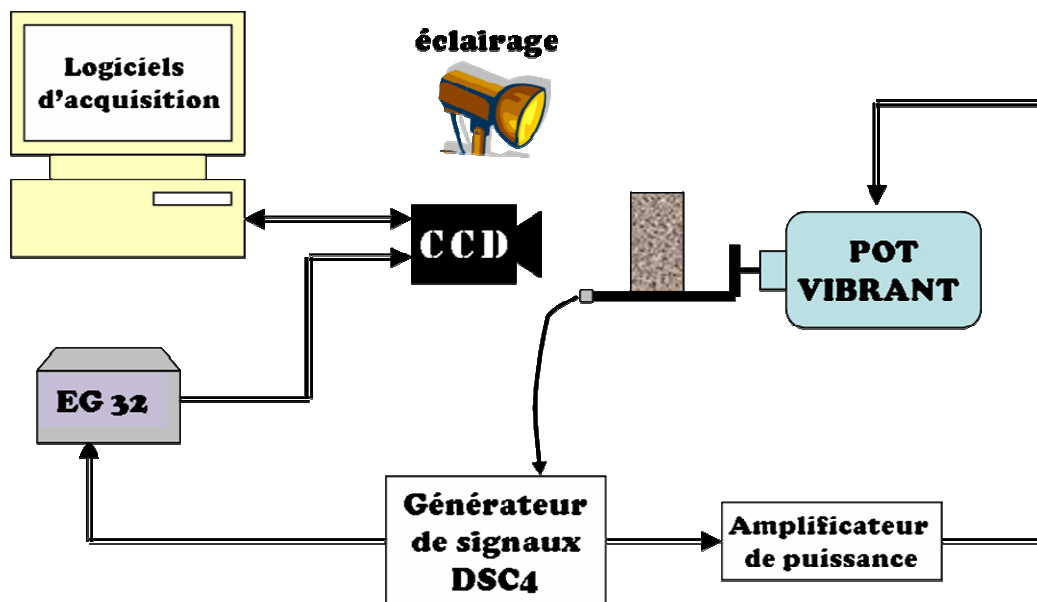 éclairage
Logiciels
d'acquisition
CCD
POT
VIBRANT
EG 32
Générateur
de signaux
DSC4
Amplificateur
de puissance